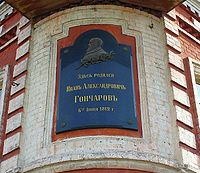 Здѣсь родился
Иванъ Александровичъ
Гончаровъ
6го Іюня 1812 г.